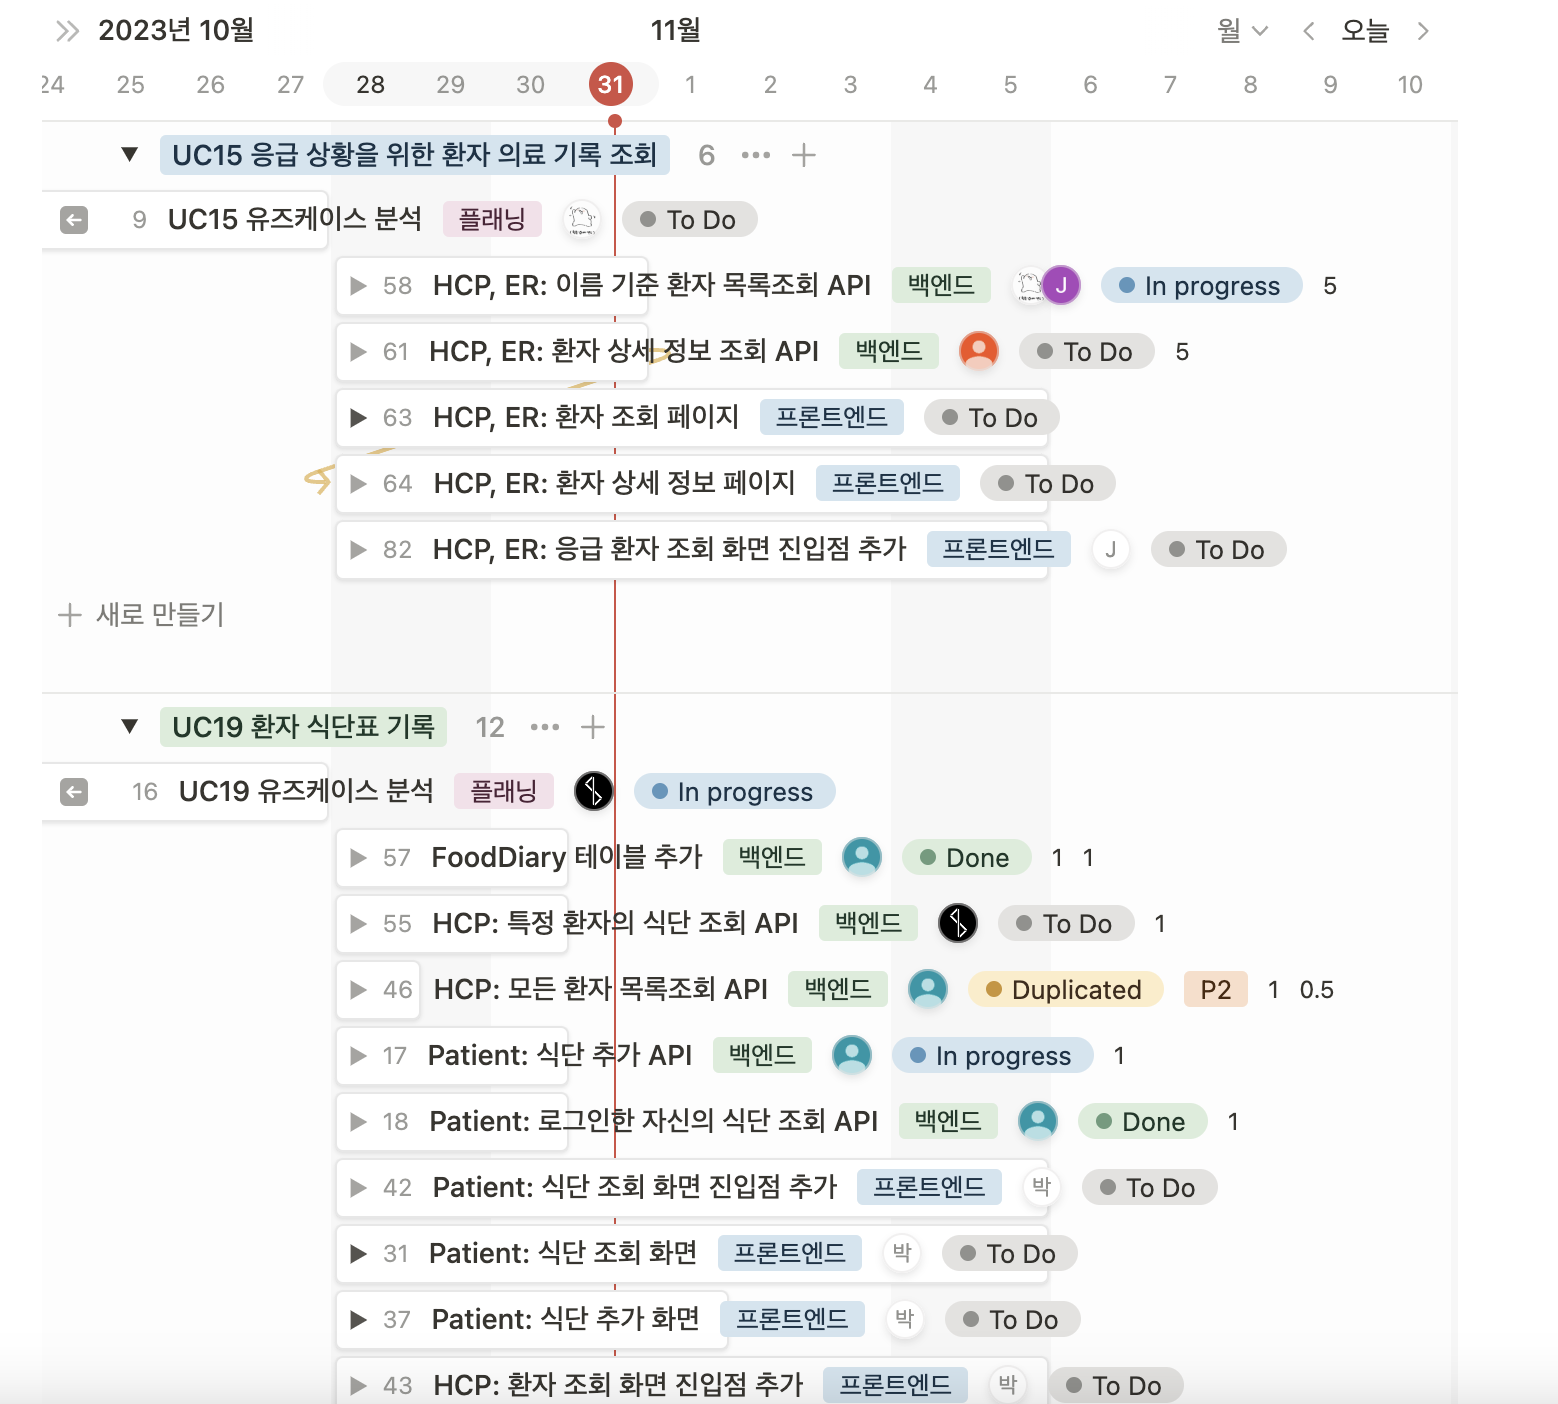 2023년 10월 11월 월 오늘
24 25 26 27 28 29 30 31 1 2 3 4 5 6 7 8 9 10
UC15 응급 상황을 위한 환자 의료 기록 조회 6
9 UC15 유즈케이스 분석 플래닝 To Do
58 HCP, ER: 이름 기준 환자 목록조회 API 백엔드 J In progress 5
61 HCP, ER: 환자 상세 정보 조회 API 백엔드 To Do 5
63 HCP, ER: 환자 조회 페이지 프론트엔드 To Do
64 HCP, ER: 환자 상세 정보 페이지 프론트엔드 To Do
82 HCP, ER: 응급 환자 조회 화면 진입점 추가 프론트엔드 J To Do
새로 만들기
UC19 환자 식단표 기록 12
16 UC19 유즈케이스 분석 플래닝 In progress
57 FoodDiary 테이블 추가 백엔드 Done 1 1
55 HCP: 특정 환자의 식단 조회 API 백엔드 To Do 1
46 HCP: 모든 환자 목록조회 API 백엔드 Duplicated P2 1 0.5
17 Patient: 식단 추가 API 백엔드 In progress 1
18 Patient: 로그인한 자신의 식단 조회 API 백엔드 Done 1
42 Patient: 식단 조회 화면 진입점 추가 프론트엔드 박 To Do
31 Patient: 식단 조회 화면 프론트엔드 박 To Do
37 Patient: 식단 추가 화면 프론트엔드 박 To Do
43 HCP: 환자 조회 화면 진입점 추가 프론트엔드 박 To Do